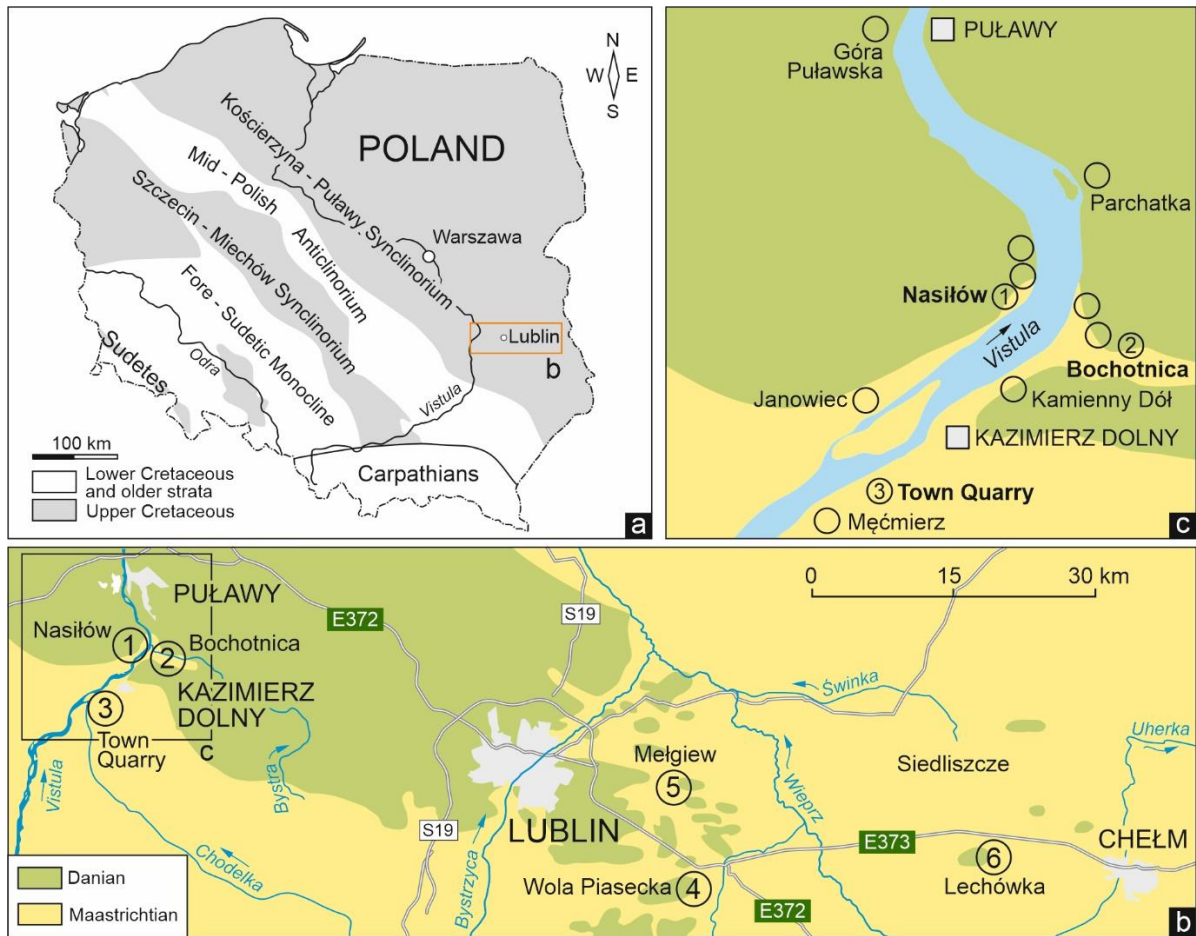 N
W E
S
POLAND
Kościerzyna - Puławy Synclinorium
Mid - Polish
Anticlinorium
Szczecin - Miechów Synclinorium
Fore - Sudetic Monocline
Warszawa
Lublin
b
Sudetes
Odra
Vistula
Carpathians
100 km
Lower Cretaceous
and older strata
Upper Cretaceous
a
PUŁAWY
Góra
Puławska
Parchatka
Nasiłów 1
Vistula
2
Bochotnica
Janowiec
Kamienny Dół
KAZIMIERZ DOLNY
3 Town Quarry
Męćmierz
c
PUŁAWY
Nasiłów 1
2 Bochotnica
KAZIMIERZ
DOLNY
3
Town
Quarry
c
Vistula
Bystra
Chodelka
E372
S19
0 15 30 km
Świnka
Uherka
Mełgiew
5
Siedliszcze
Wieprz
LUBLIN
S19
Bystrzyca
E373
CHEŁM
6
Lechówka
Wola Piasecka 4
E372
Danian
Maastrichtian
b